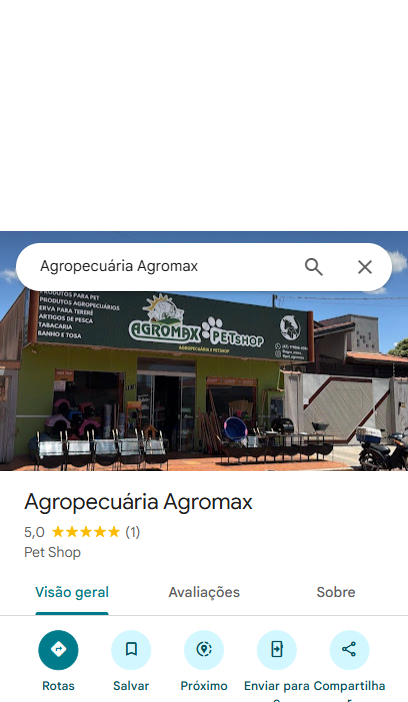 Agropecuária Agromax
PRODUTOS PARA PET
PRODUTOS AGROPECUÁRIOS
ERVA PARA TERERÉ
ARTIGOS DE PESCA
TABACARIA
BANHO E TOSA
AGROMAX PETSHOP
AGROPECUÁRIA E PETSHOP
Agropecuária Agromax
5,0 (1)
Pet Shop
Visão geral Avaliações Sobre
Rotas Salvar Próximo Enviar para Compartilha